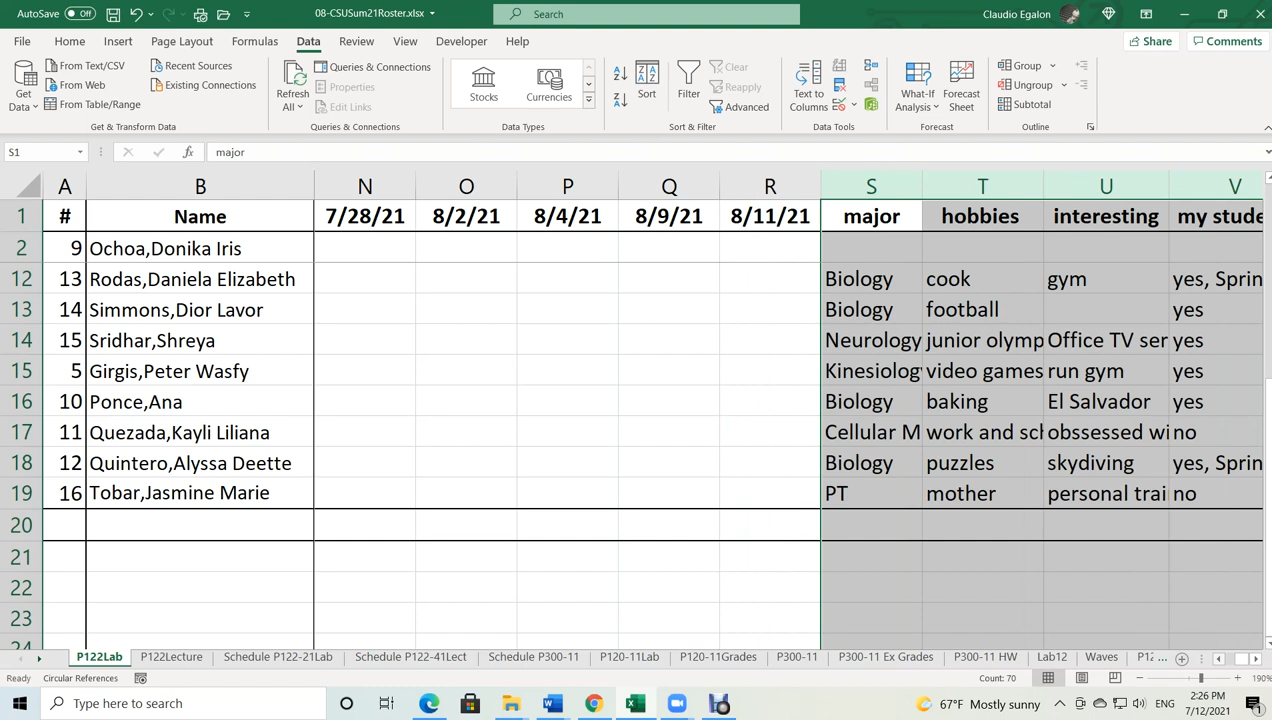 AutoSave Off 08-CSUSum21Roster.xlsx Search Claudio Egalon
File Home Insert Page Layout Formulas Data Review View Developer Help Share Comments
Get Data From Text/CSV From Web From Table/Range Recent Sources Existing Connections
Get & Transform Data
Refresh All Queries & Connections Properties Edit Links
Queries & Connections
Stocks Currencies
Data Types
Sort Filter Clear Reapply Advanced
Sort & Filter
Text to Columns
Data Tools
What-If Analysis Forecast Sheet
Forecast
Group Ungroup Subtotal
Outline
S1 fx major
A B N O P Q R S T U V
1 # Name 7/28/21 8/2/21 8/4/21 8/9/21 8/11/21 major hobbies interesting my stude
2 9 Ochoa,Donika Iris
12 13 Rodas,Daniela Elizabeth Biology cook gym yes, Sprin
13 14 Simmons,Dior Lavor Biology football yes
14 15 Sridhar,Shreya Neurology junior olymp Office TV ser yes
15 5 Girgis,Peter Wasfy Kinesiology video games run gym yes
16 10 Ponce,Ana Biology baking El Salvador yes
17 11 Quezada,Kayli Liliana Cellular M work and sch obssessed wi no
18 12 Quintero,Alyssa Deette Biology puzzles skydiving yes, Sprin
19 16 Tobar,Jasmine Marie PT mother personal trai no
20
21
22
23
24
P122Lab P122Lecture Schedule P122-21Lab Schedule P122-41Lect Schedule P300-11 P120-11Lab P120-11Grades P300-11 P300-11 Ex Grades P300-11 HW Lab12 Waves P12 ...
Ready Circular References Count: 70 190%
Type here to search 67°F Mostly sunny ENG 2:26 PM
7/12/2021 1